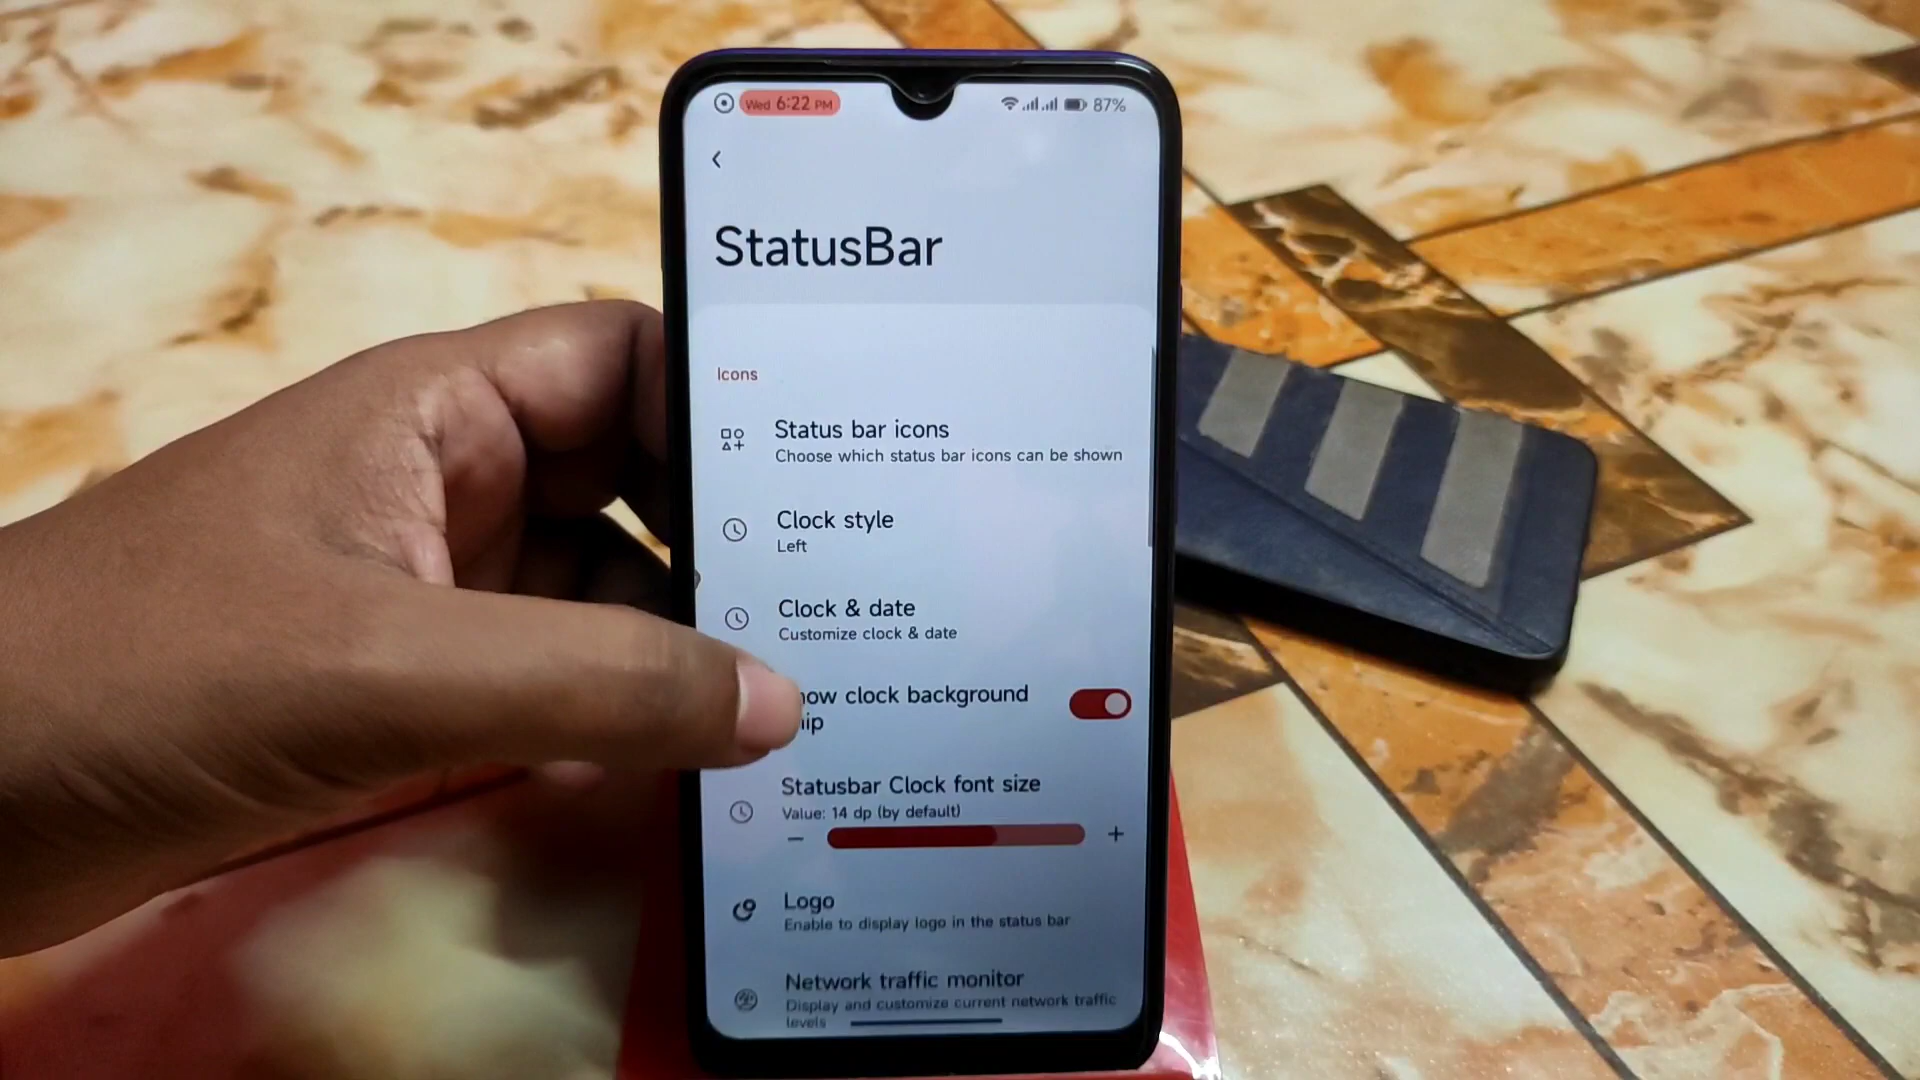 Wed 6:22 PM
87%
StatusBar
Icons
Status bar icons
Choose which status bar icons can be shown
Clock style
Left
Clock & date
Customize clock & date
how clock background
hip
Statusbar Clock font size
Value: 14 dp (by default)
Logo
Enable to display logo in the status bar
Network traffic monitor
Display and customize current network traffic
levels